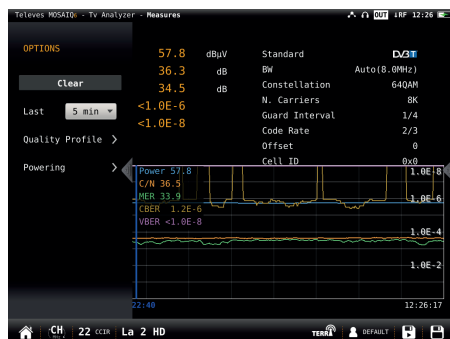 Televes MOSAIQ6 - Tv Analyzer - Measures OUT RF 12:26
OPTIONS
Clear
Last 5 min
Quality Profile >
Powering >
57.8 dBµV
36.3 dB
34.5 dB
<1.0E-6
<1.0E-8
Standard DVB T
BW Auto(8.0MHz)
Constellation 64QAM
N. Carriers 8K
Guard Interval 1/4
Code Rate 2/3
Offset 0
Cell ID 0x0
Power 57.8
C/N 36.5
MER 33.9
CBER 1.2E-6
VBER <1.0E-8
1.0E-8
1.0E-6
1.0E-4
1.0E-2
22:40 12:26:17
CH 22 CCIR La 2 HD TERR DEFAULT